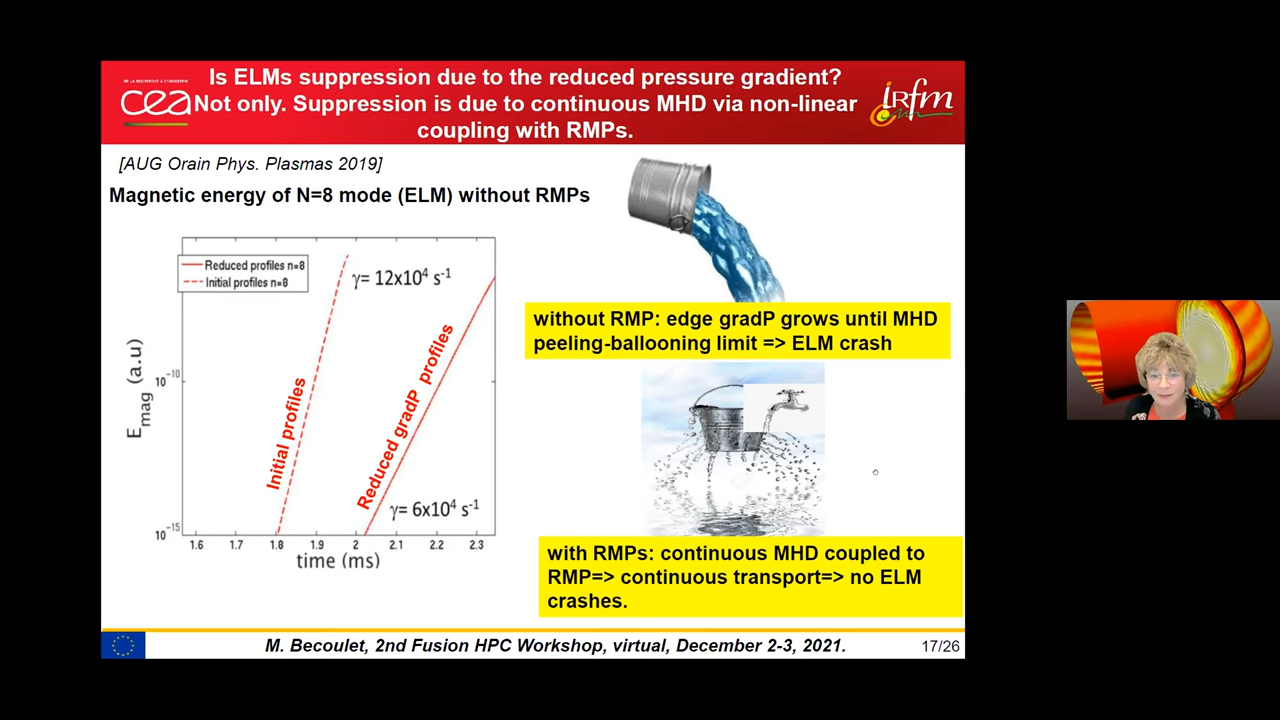 Is ELMs suppression due to the reduced pressure gradient?
Not only. Suppression is due to continuous MHD via non-linear
coupling with RMPs.
DE LA RECHERCHE À L'INDUSTRIE
cea
irfm
[AUG Orain Phys. Plasmas 2019]
Magnetic energy of N=8 mode (ELM) without RMPs
Reduced profiles n=8
Initial profiles n=8
γ= 12x10⁴ s⁻¹
Initial profiles
Reduced gradP profiles
γ= 6x10⁴ s⁻¹
E_mag (a.u)
10⁻¹⁰
10⁻¹⁵
1.6 1.7 1.8 1.9 2 2.1 2.2 2.3
time (ms)
without RMP: edge gradP grows until MHD
peeling-ballooning limit => ELM crash
with RMPs: continuous MHD coupled to
RMP=> continuous transport=> no ELM
crashes.
M. Becoulet, 2nd Fusion HPC Workshop, virtual, December 2-3, 2021.
17/26